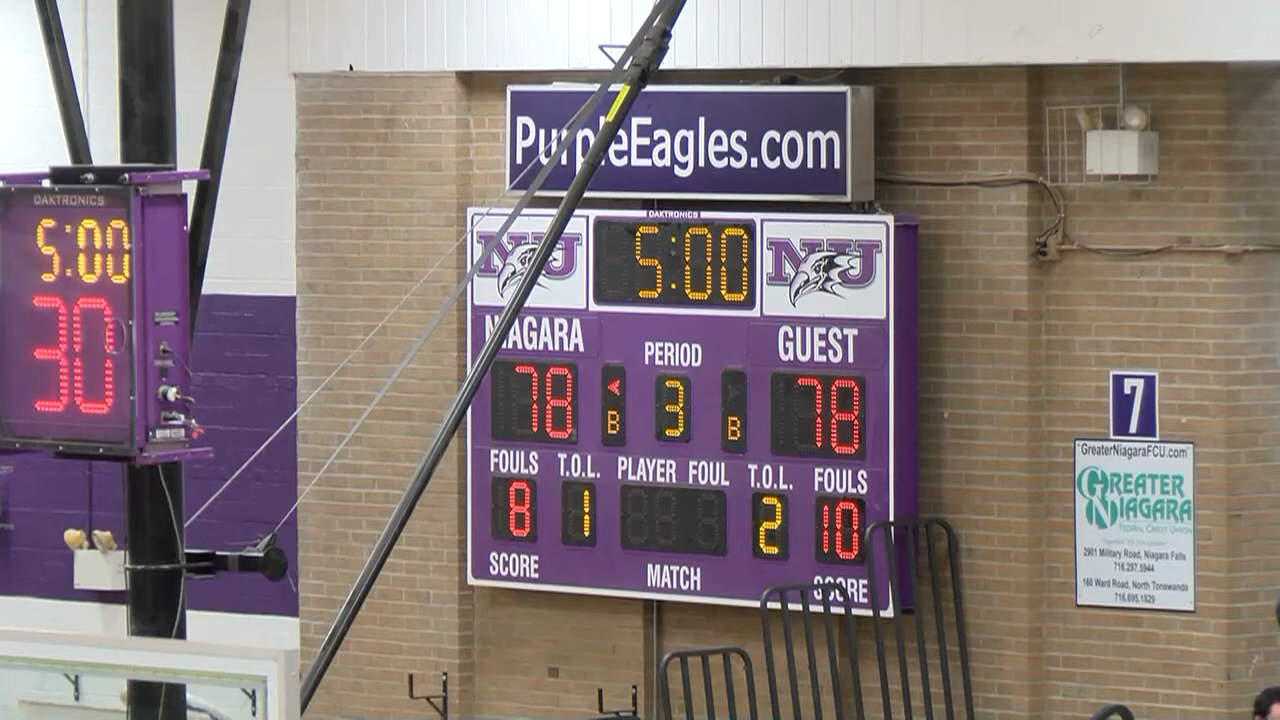 PurpleEagles.com
DAKTRONICS
5:00
30
DAKTRONICS
NU
5:00
NU
NIAGARA
PERIOD
GUEST
78
B
3
B
78
FOULS T.O.L. PLAYER FOUL T.O.L. FOULS
8 1 2 10
SCORE
MATCH
SCORE
7
"GreaterNiagaraFCU.com"
GREATER
NIAGARA
FEDERAL CREDIT UNION
2901 Military Road, Niagara Falls
716.297.5944
160 Ward Road, North Tonawanda
716.695.1829